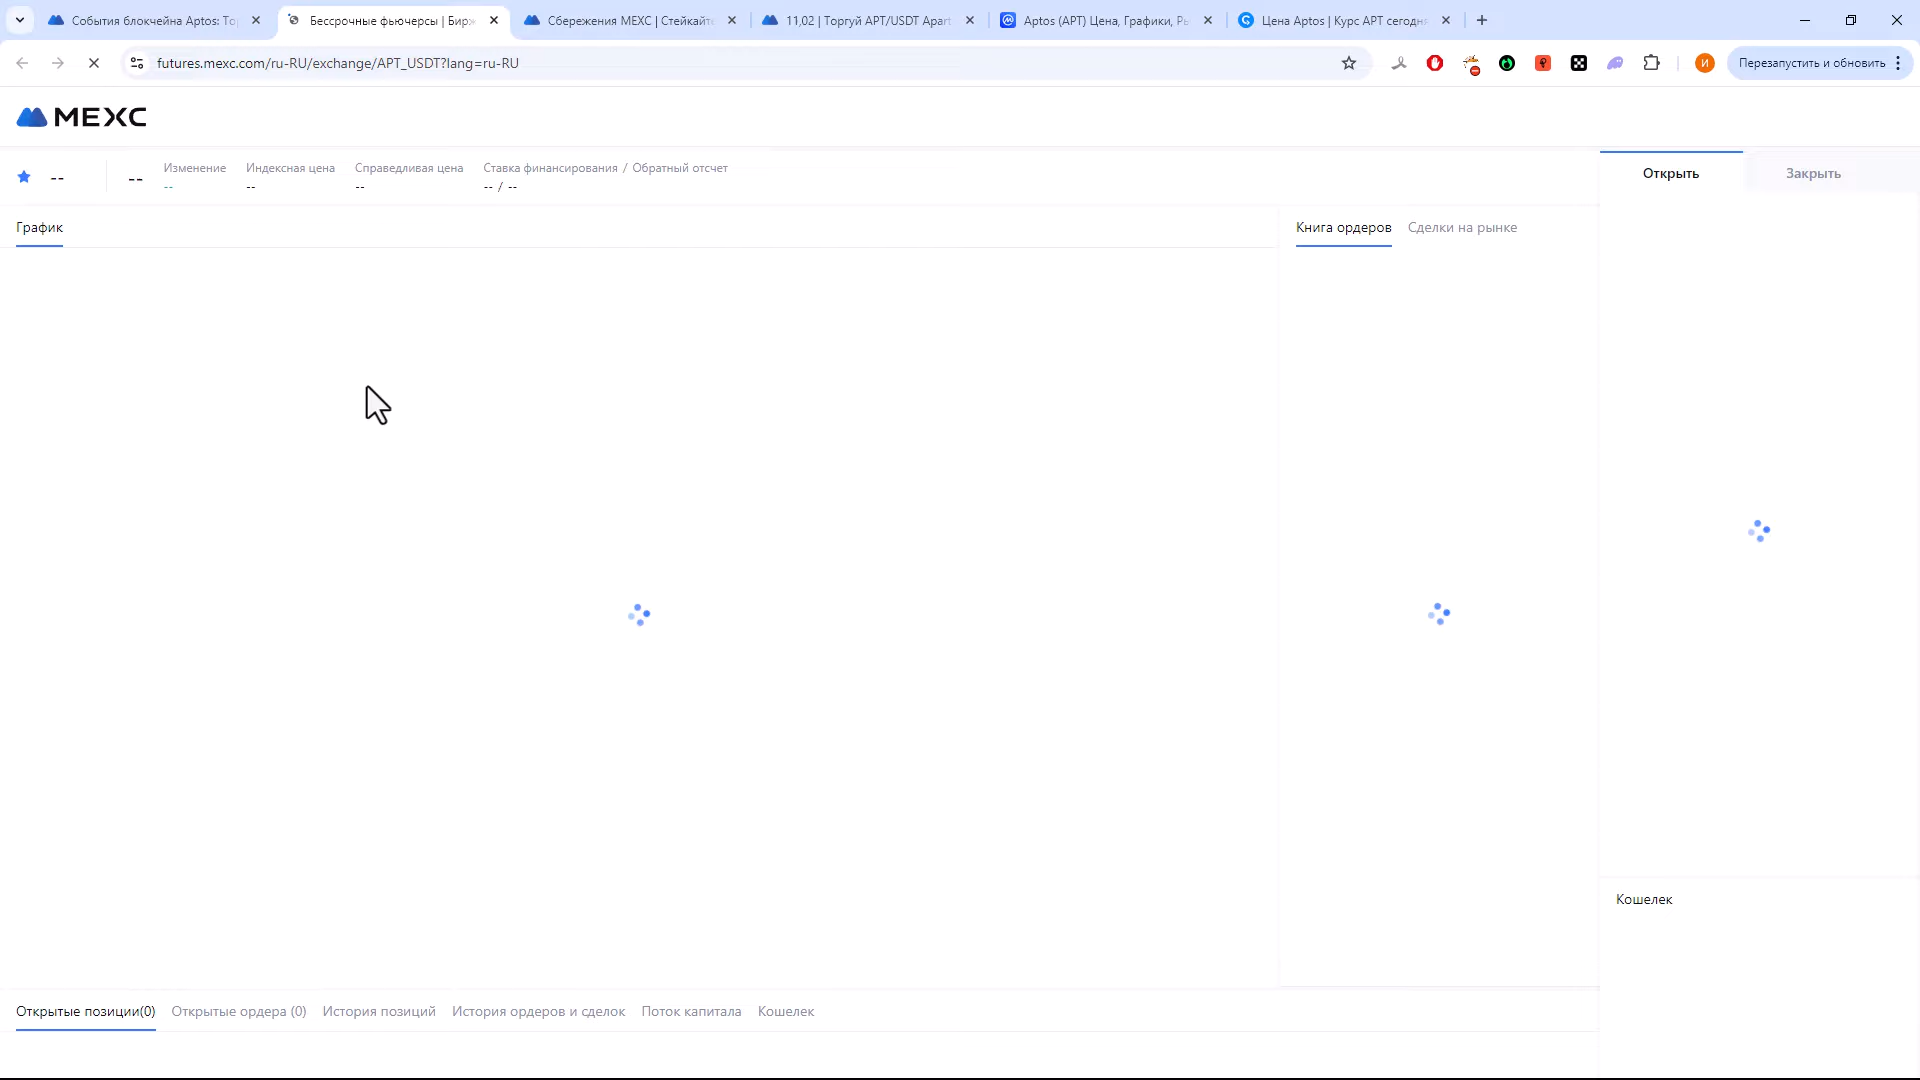 События блокчейна Aptos: То
Бессрочные фьючерсы | Бирж
Сбережения MEXC | Стейкайте
11,02 | Торгуй APT/USDT Apart
Aptos (APT) Цена, Графики, Ры
Цена Aptos | Курс APT сегодня
futures.mexc.com/ru-RU/exchange/APT_USDT?lang=ru-RU
И
Перезапустить и обновить
MEXC
--
--
Изменение
--
Индексная цена
--
Справедливая цена
--
Ставка финансирования / Обратный отсчет
-- / --
Открыть
Закрыть
График
Книга ордеров
Сделки на рынке
Кошелек
Открытые позиции(0)
Открытые ордера (0)
История позиций
История ордеров и сделок
Поток капитала
Кошелек